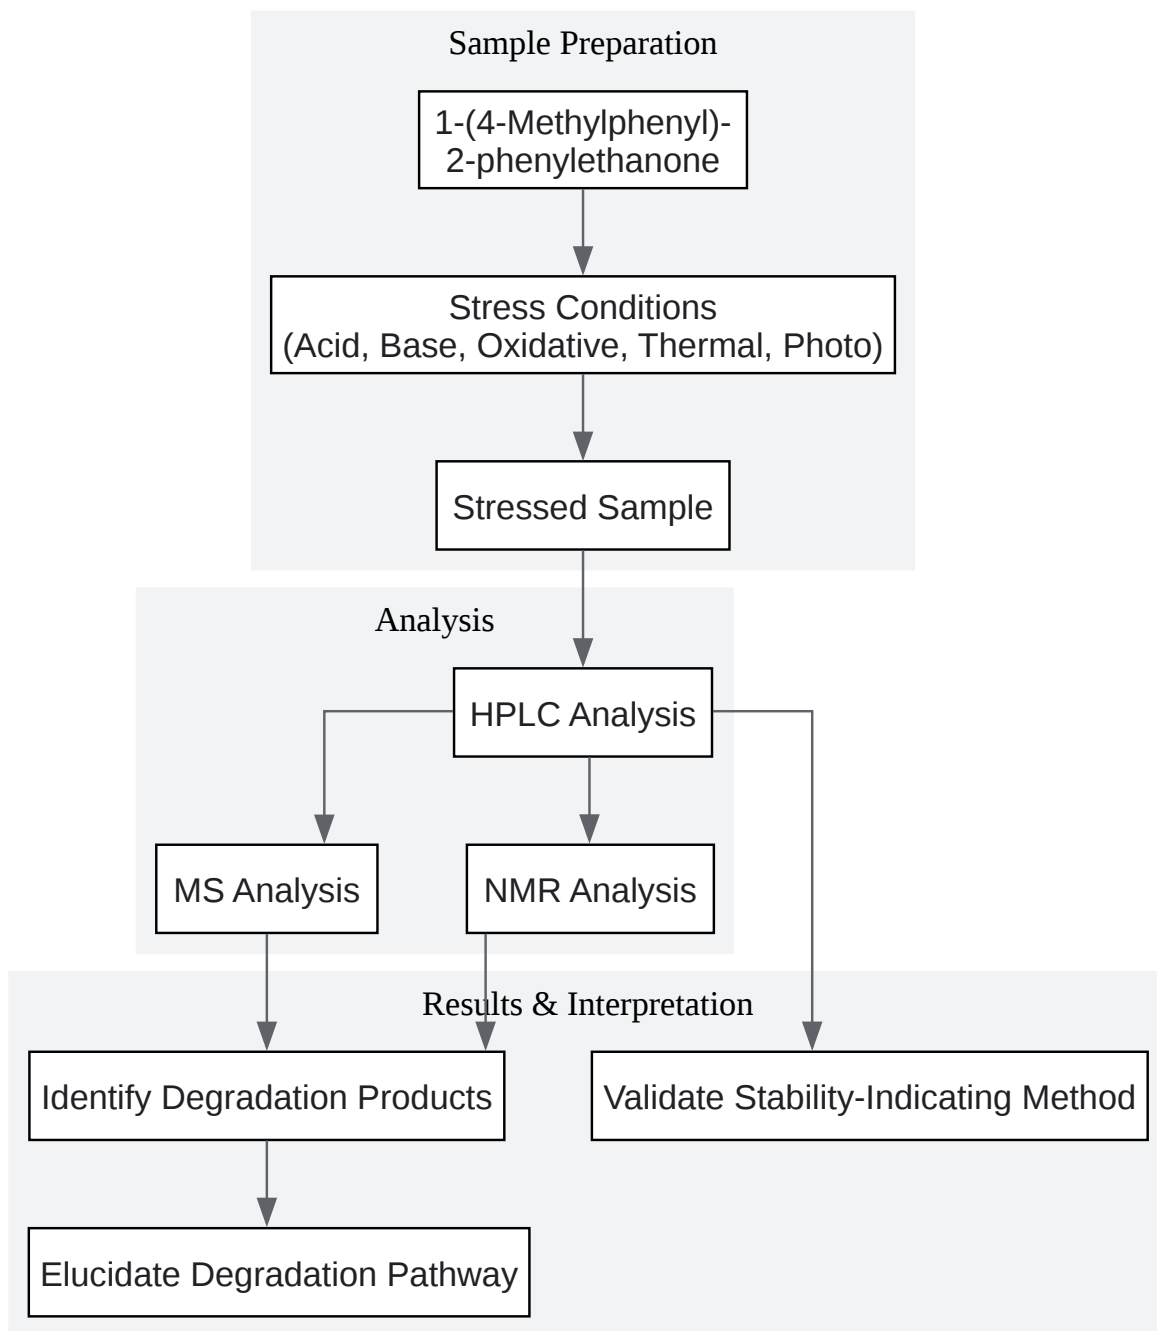 Sample Preparation
1-(4-Methylphenyl)-
2-phenylethanone
Stress Conditions
(Acid, Base, Oxidative, Thermal, Photo)
Stressed Sample
Analysis
HPLC Analysis
MS Analysis
NMR Analysis
Results & Interpretation
Identify Degradation Products
Validate Stability-Indicating Method
Elucidate Degradation Pathway